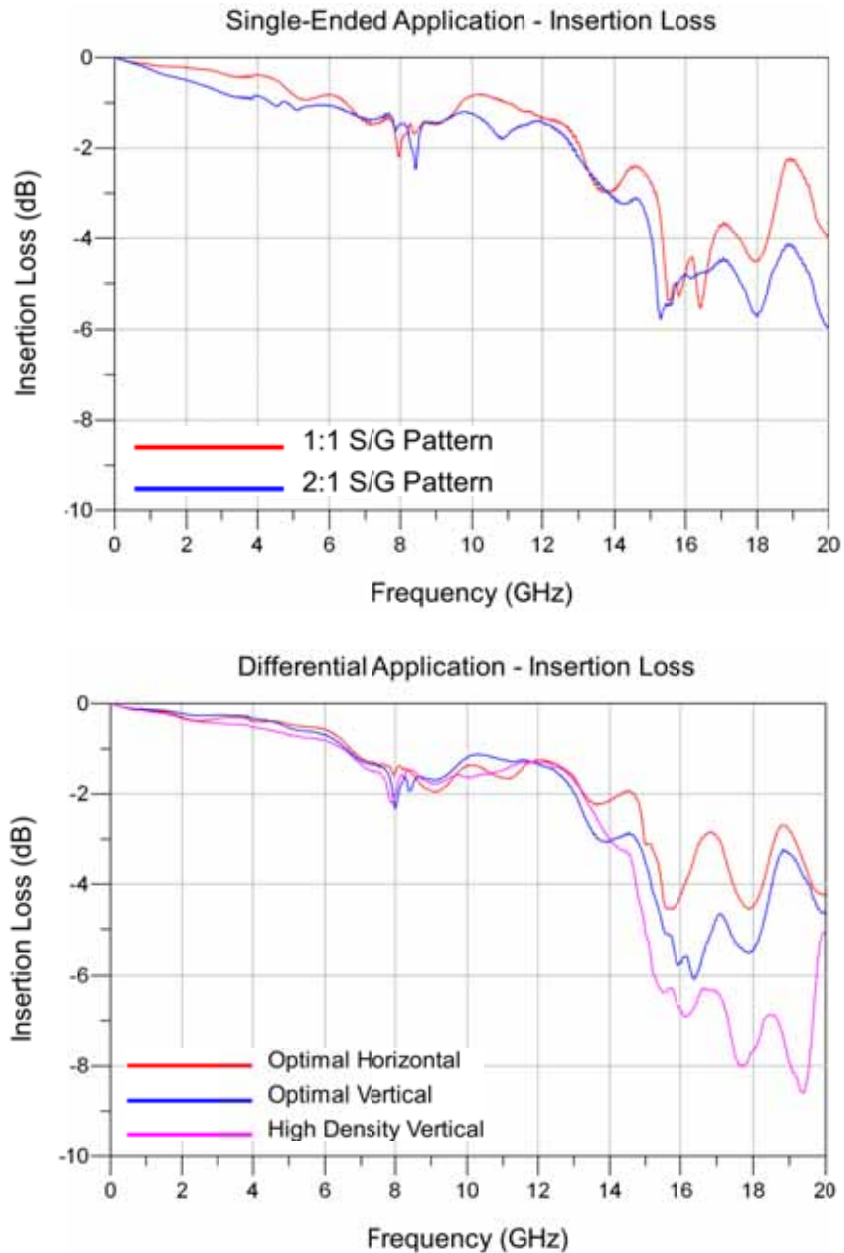 Single-Ended Application - Insertion Loss
0
-2
-4
-6
-8
-10
Insertion Loss (dB)
1:1 S/G Pattern
2:1 S/G Pattern
0 2 4 6 8 10 12 14 16 18 20
Frequency (GHz)
Differential Application - Insertion Loss
0
-2
-4
-6
-8
-10
Insertion Loss (dB)
Optimal Horizontal
Optimal Vertical
High Density Vertical
0 2 4 6 8 10 12 14 16 18 20
Frequency (GHz)